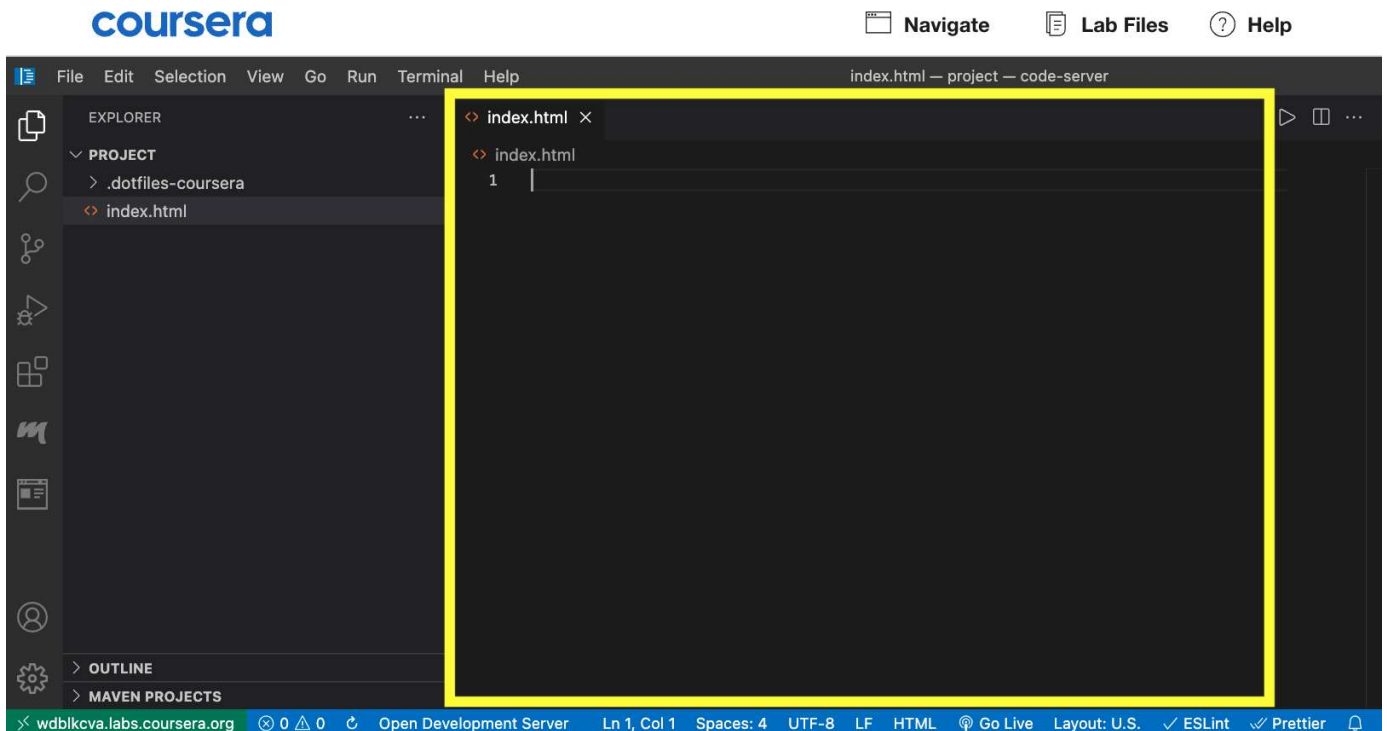 coursera
Navigate Lab Files Help
File Edit Selection View Go Run Terminal Help index.html — project — code-server
EXPLORER
PROJECT
.dotfiles-coursera
index.html
OUTLINE
MAVEN PROJECTS
index.html
index.html
1
wdblkcva.labs.coursera.org 0 0 Open Development Server Ln 1, Col 1 Spaces: 4 UTF-8 LF HTML Go Live Layout: U.S. ESLint Prettier